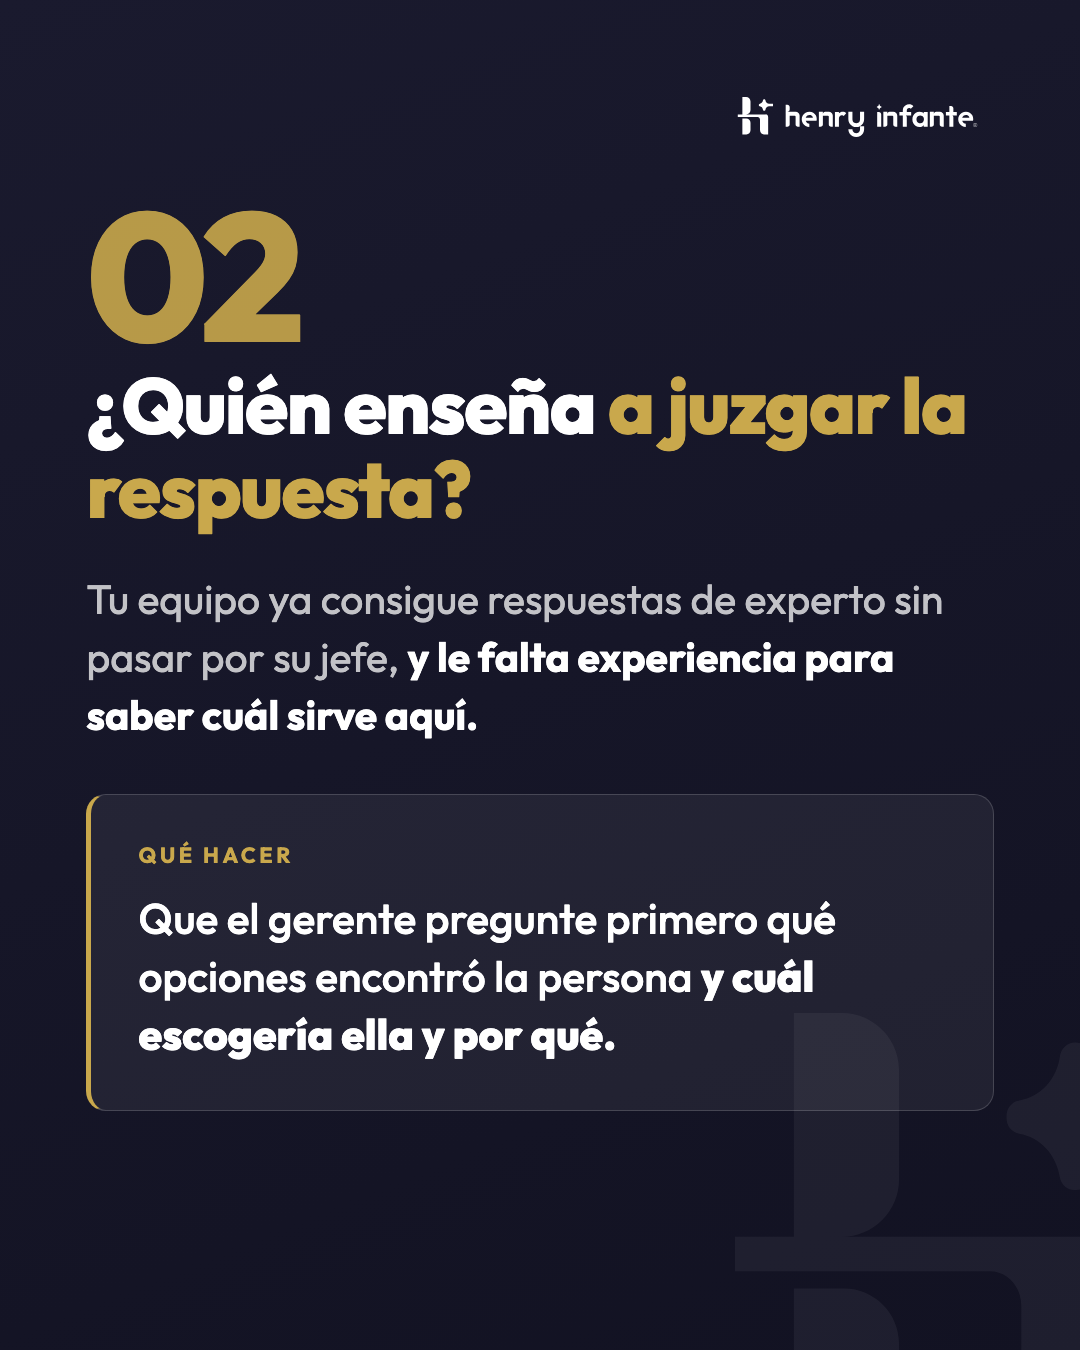 henry infante
02
¿Quién enseña a juzgar la
respuesta?
Tu equipo ya consigue respuestas de experto sin
pasar por su jefe, y le falta experiencia para
saber cuál sirve aquí.
QUÉ HACER
Que el gerente pregunte primero qué
opciones encontró la persona y cuál
escogería ella y por qué.